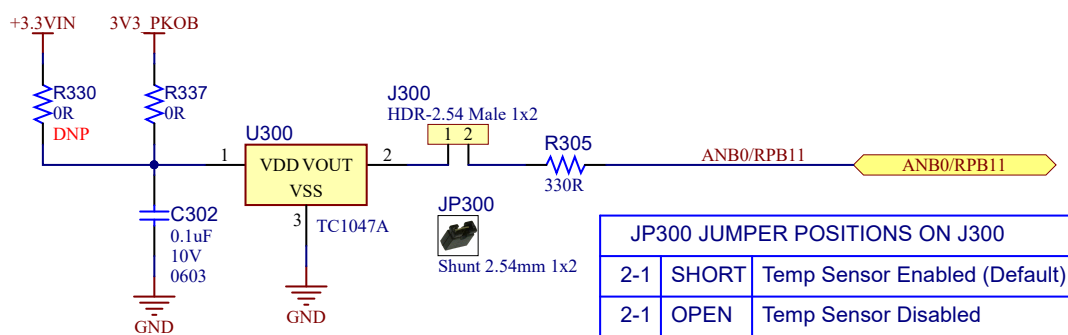 +3.3VIN
3V3_PKOB
R330
0R
DNP
R337
0R
C302
0.1uF
10V
0603
GND
U300
1
VDD VOUT
VSS
2
3
TC1047A
GND
J300
HDR-2.54 Male 1x2
1 2
R305
330R
ANB0/RPB11
ANB0/RPB11
JP300
Shunt 2.54mm 1x2
JP300 JUMPER POSITIONS ON J300
2-1 SHORT Temp Sensor Enabled (Default)
2-1 OPEN Temp Sensor Disabled